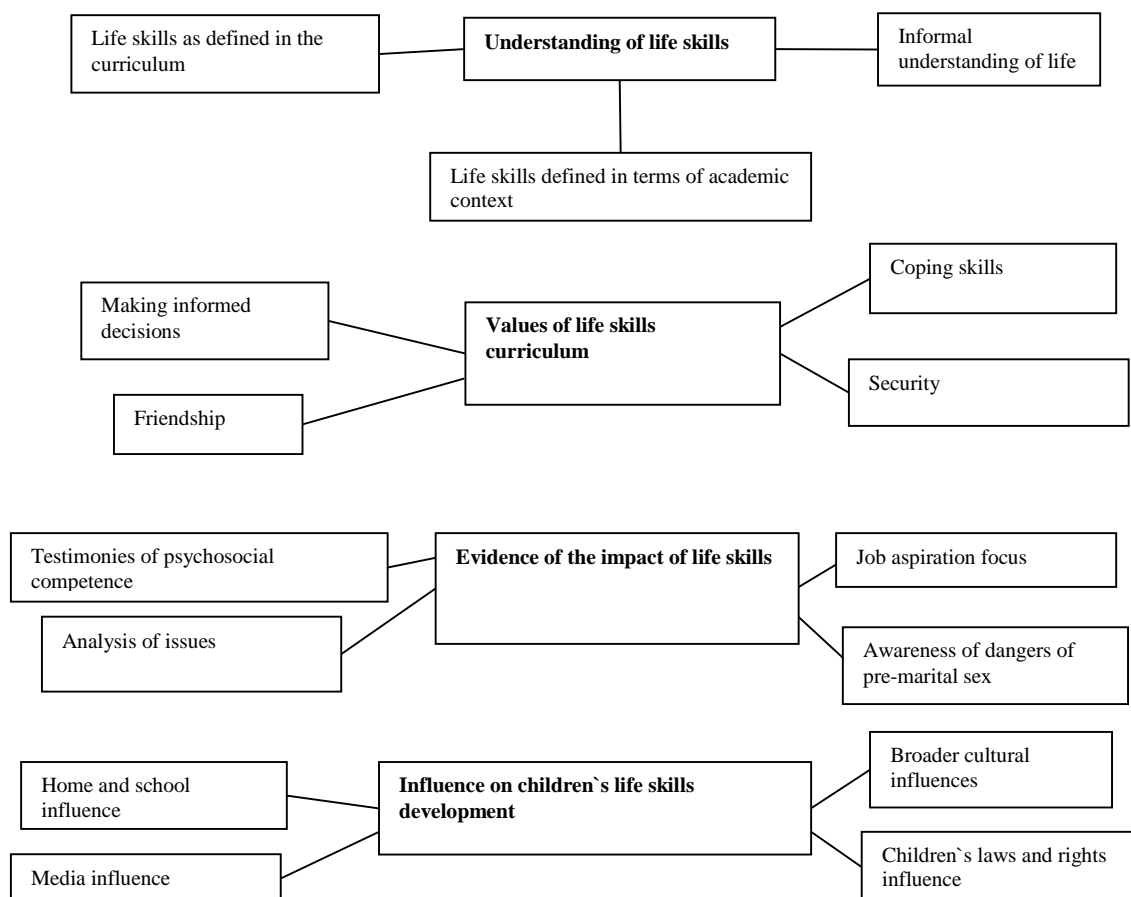 Life skills as defined in the
curriculum
Understanding of life skills
Informal
understanding of life
Life skills defined in terms of academic
context
Making informed
decisions
Friendship
Values of life skills
curriculum
Coping skills
Security
Testimonies of psychosocial
competence
Analysis of issues
Evidence of the impact of life skills
Job aspiration focus
Awareness of dangers of
pre-marital sex
Home and school
influence
Media influence
Influence on children`s life skills
development
Broader cultural
influences
Children`s laws and rights
influence